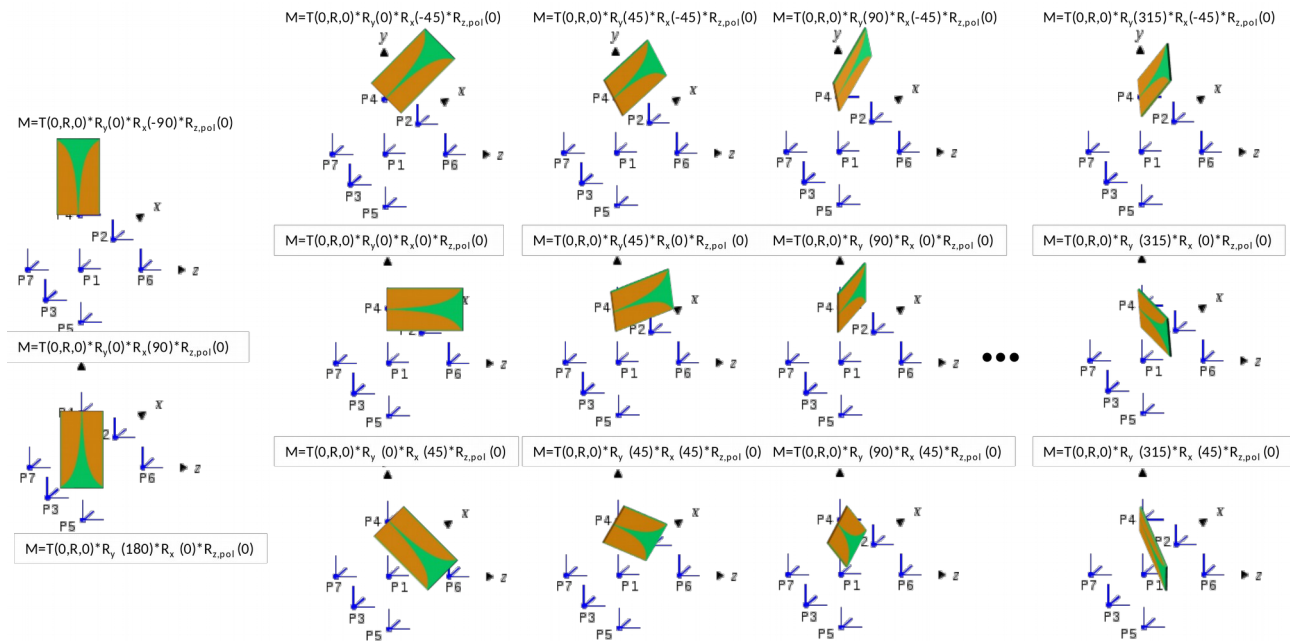 M=T(0,R,0)*Ry(0)*Rx(-45)*Rz,pol(0)
M=T(0,R,0)*Ry(45)*Rx(-45)*Rz,pol(0)
M=T(0,R,0)*Ry(90)*Rx(-45)*Rz,pol(0)
M=T(0,R,0)*Ry(315)*Rx(-45)*Rz,pol(0)
y y y y
x x x x
P4 P4 P4 P4
P2 P2 P2 P2
z z z z
P7 P1 P6 P7 P1 P6 P7 P1 P6 P7 P1 P6
P3 P3 P3 P3
P5 P5 P5 P5
M=T(0,R,0)*Ry(0)*Rx(-90)*Rz,pol(0)
P4
x
P2
z
P7 P1 P6
P3
P5
M=T(0,R,0)*Ry(0)*Rx(0)*Rz,pol(0)
M=T(0,R,0)*Ry(45)*Rx(0)*Rz,pol (0)
M=T(0,R,0)*Ry (90)*Rx (0)*Rz,pol (0)
M=T(0,R,0)*Ry (315)*Rx (0)*Rz,pol (0)
P4 P4 P4 P4
x x x x
P2 P2 P2 P2
z z z z
P7 P1 P6 P7 P1 P6 P7 P1 P6 P7 P1 P6
P3 P3 P3 P3
P5 P5 P5 P5
•••
M=T(0,R,0)*Ry(0)*Rx(90)*Rz,pol(0)
P4
x
2
z
P7 P6
P3
P5
M=T(0,R,0)*Ry (180)*Rx (0)*Rz,pol (0)
M=T(0,R,0)*Ry (0)*Rx (45)*Rz,pol (0)
M=T(0,R,0)*Ry (45)*Rx (45)*Rz,pol (0)
M=T(0,R,0)*Ry (90)*Rx (45)*Rz,pol (0)
M=T(0,R,0)*Ry (315)*Rx (45)*Rz,pol (0)
P4 P4 P4 P4
x x x x
2 P2
z z z z
P7 P1 P6 P7 P1 P6 P7 P1 P6 P7 P1 P6
P3 P3 P3 P3
P5 P5 P5 P5